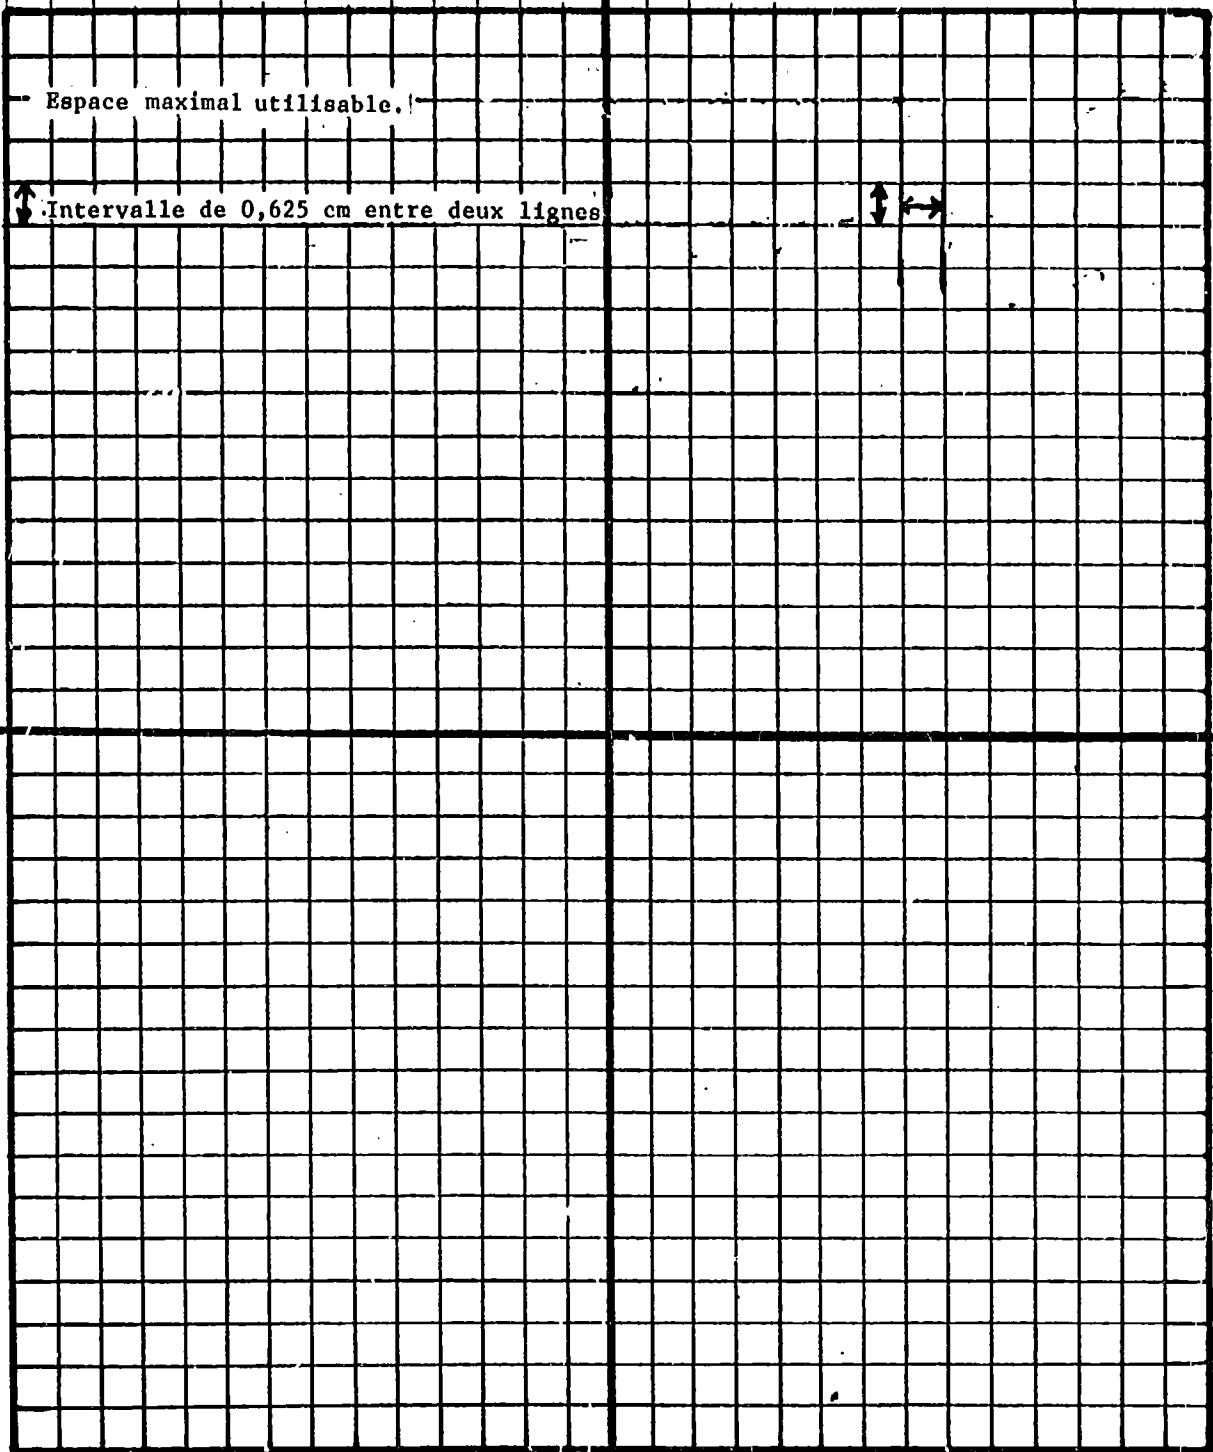 Espace maximal utilisable.
Intervalle de 0,625 cm entre deux lignes